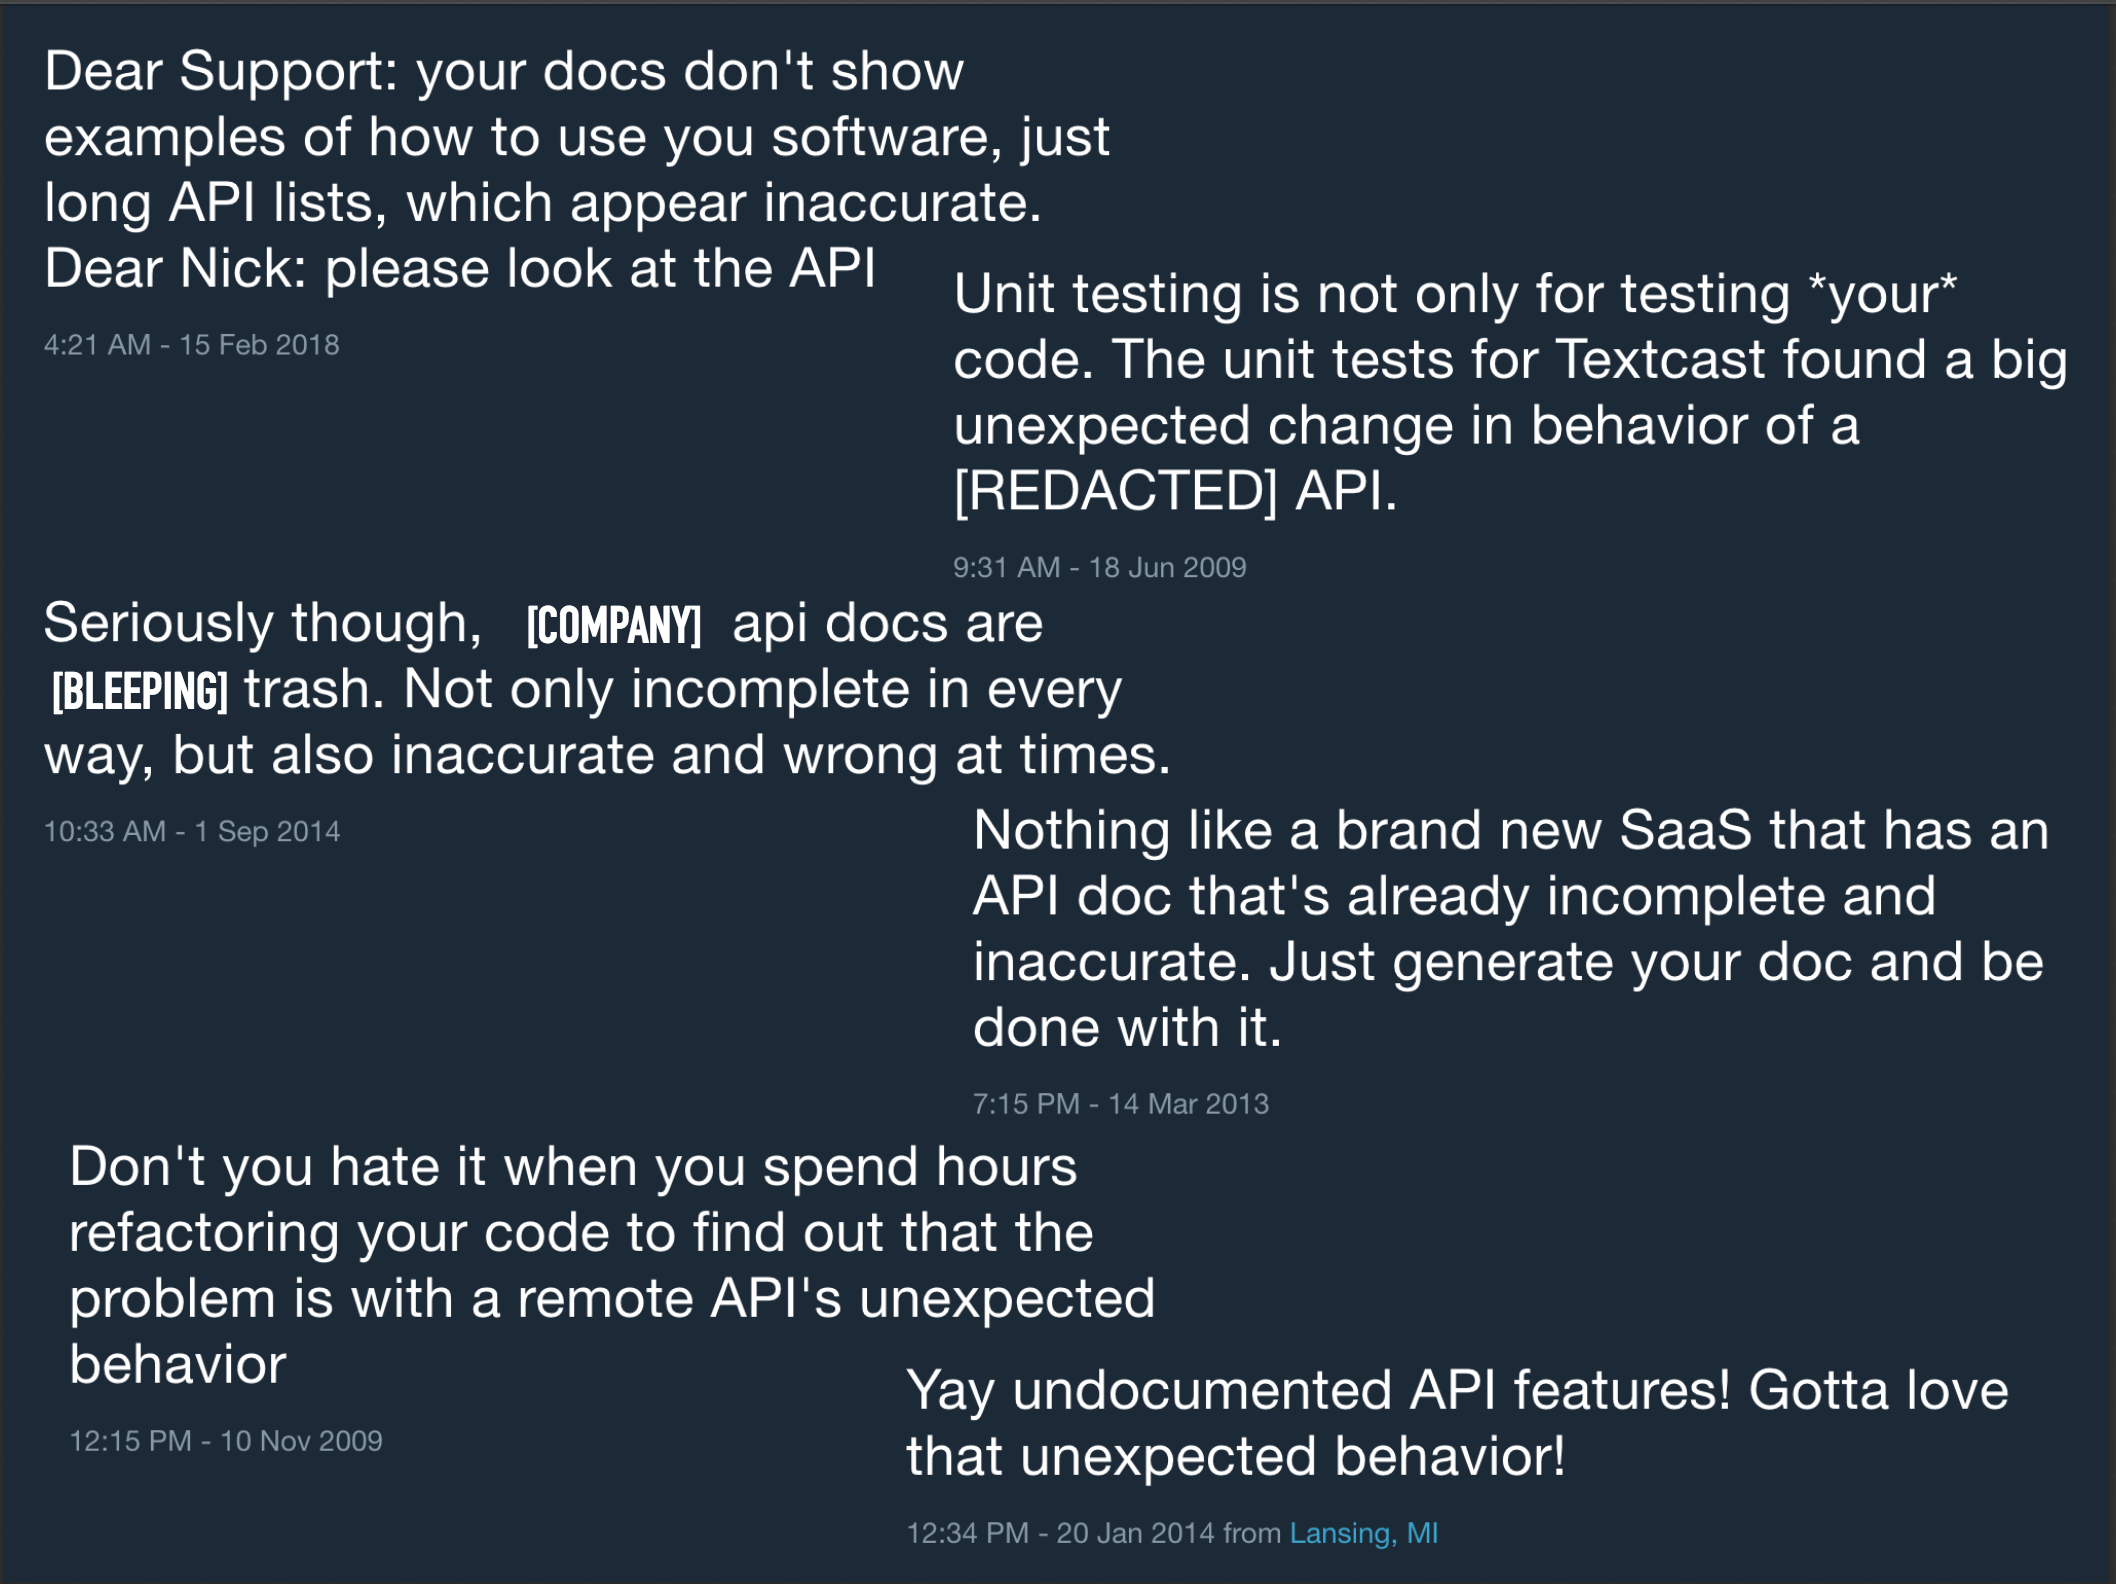 Dear Support: your docs don't show
examples of how to use you software, just
long API lists, which appear inaccurate.
Dear Nick: please look at the API
4:21 AM - 15 Feb 2018
Unit testing is not only for testing *your*
code. The unit tests for Textcast found a big
unexpected change in behavior of a
[REDACTED] API.
9:31 AM - 18 Jun 2009
Seriously though, [COMPANY] api docs are
[BLEEPING] trash. Not only incomplete in every
way, but also inaccurate and wrong at times.
10:33 AM - 1 Sep 2014
Nothing like a brand new SaaS that has an
API doc that's already incomplete and
inaccurate. Just generate your doc and be
done with it.
7:15 PM - 14 Mar 2013
Don't you hate it when you spend hours
refactoring your code to find out that the
problem is with a remote API's unexpected
behavior
12:15 PM - 10 Nov 2009
Yay undocumented API features! Gotta love
that unexpected behavior!
12:34 PM - 20 Jan 2014 from Lansing, MI